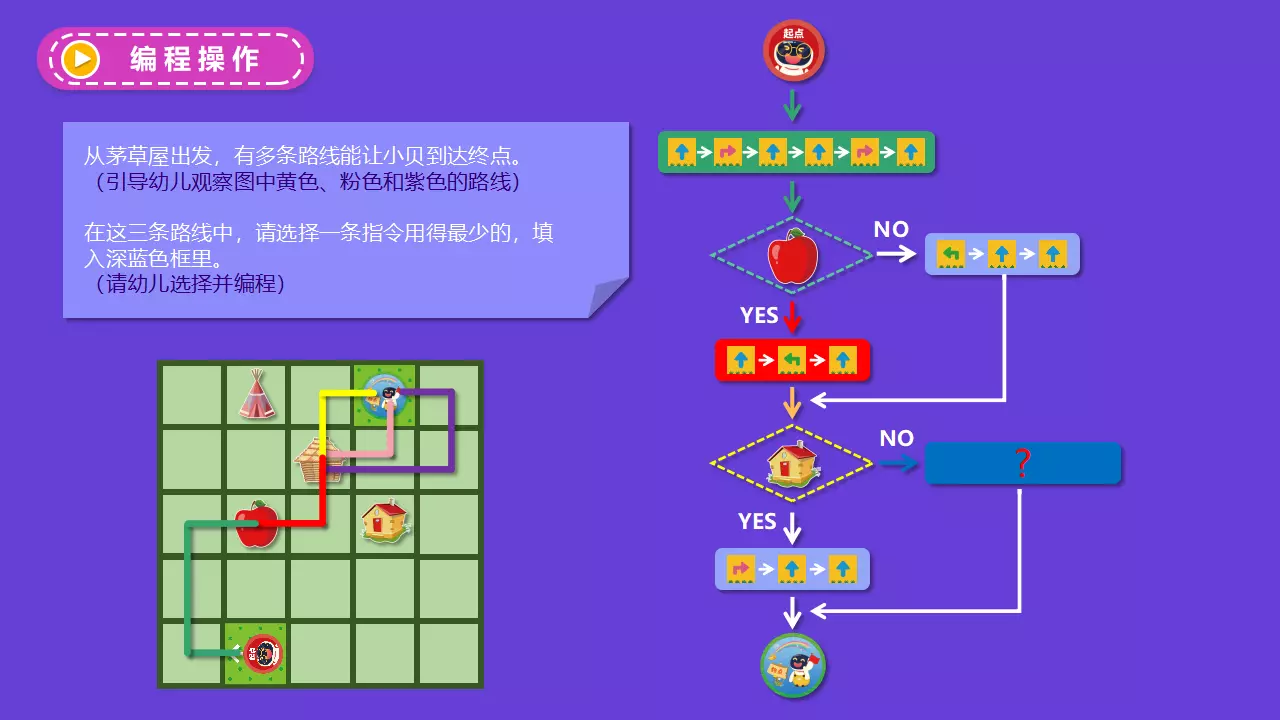 编程操作
起点
从茅草屋出发，有多条路线能让小贝到达终点。
（引导幼儿观察图中黄色、粉色和紫色的路线）
在这三条路线中，请选择一条指令用得最少的，填
入深蓝色框里。
（请幼儿选择并编程）
NO
YES
NO
?
YES